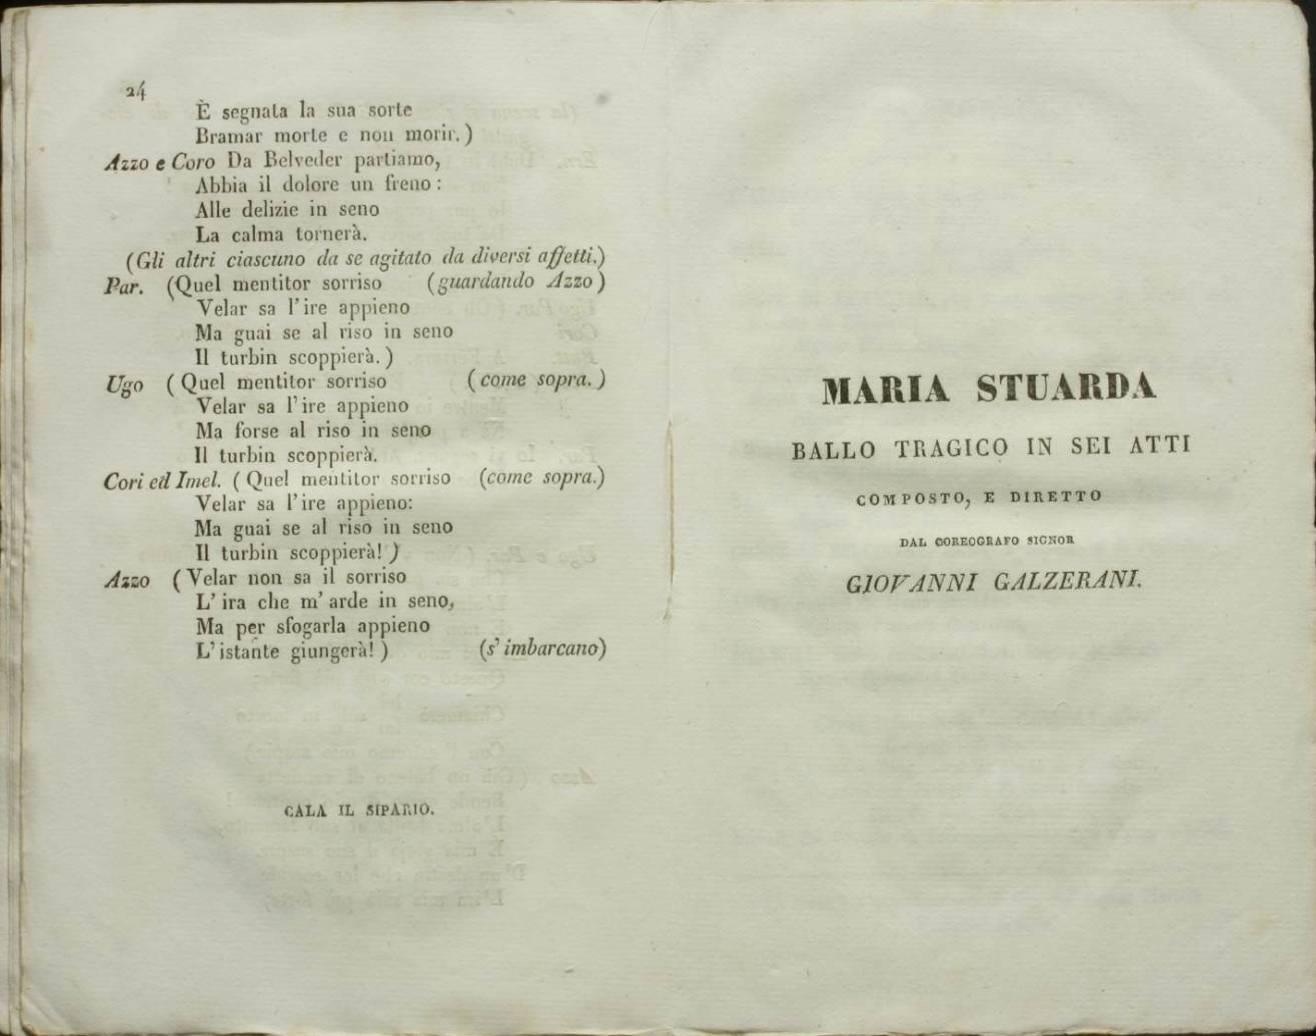 24
È segnata la sua sorte
Bramar morte e non morir.)
Azzo e Coro Da Belveder partiamo,
Abbia il dolore un freno:
Alle delizie in seno
La calma tornerà.
(Gli altri ciascuno da se agitato da diversi affetti.)
Par. (Quel mentitor sorriso (guardando Azzo)
Velar sa l'ire appieno
Ma guai se al riso in seno
Il turbin scoppierà.)
Ugo (Quel mentitor sorriso (come sopra.)
Velar sa l'ire appieno
Ma forse al riso in seno
Il turbin scoppierà.
Cori ed Imel. (Quel mentitor sorriso (come sopra.)
Velar sa l'ire appieno:
Ma guai se al riso in seno
Il turbin scoppierà!)
Azzo (Velar non sa il sorriso
L'ira che m'arde in seno,
Ma per sfogarla appieno
L'istante giungerà!) (s'imbarcano)
CALA IL SIPARIO.
MARIA STUARDA
BALLO TRAGICO IN SEI ATTI
COMPOSTO, E DIRETTO
DAL COREOGRAFO SIGNOR
GIOVANNI GALZERANI.